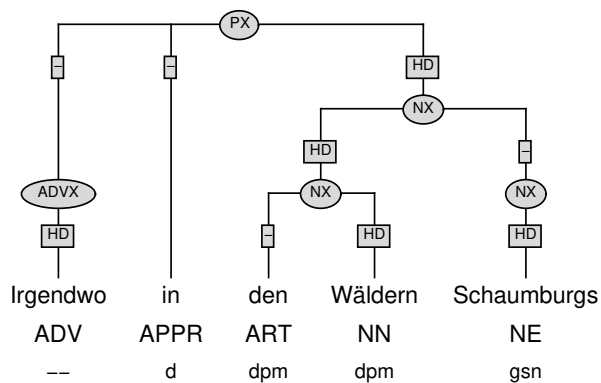 PX
– – HD
NX
HD –
ADVX NX NX
HD – HD HD
Irgendwo in den Wäldern Schaumburgs
ADV APPR ART NN NE
–– d dpm dpm gsn